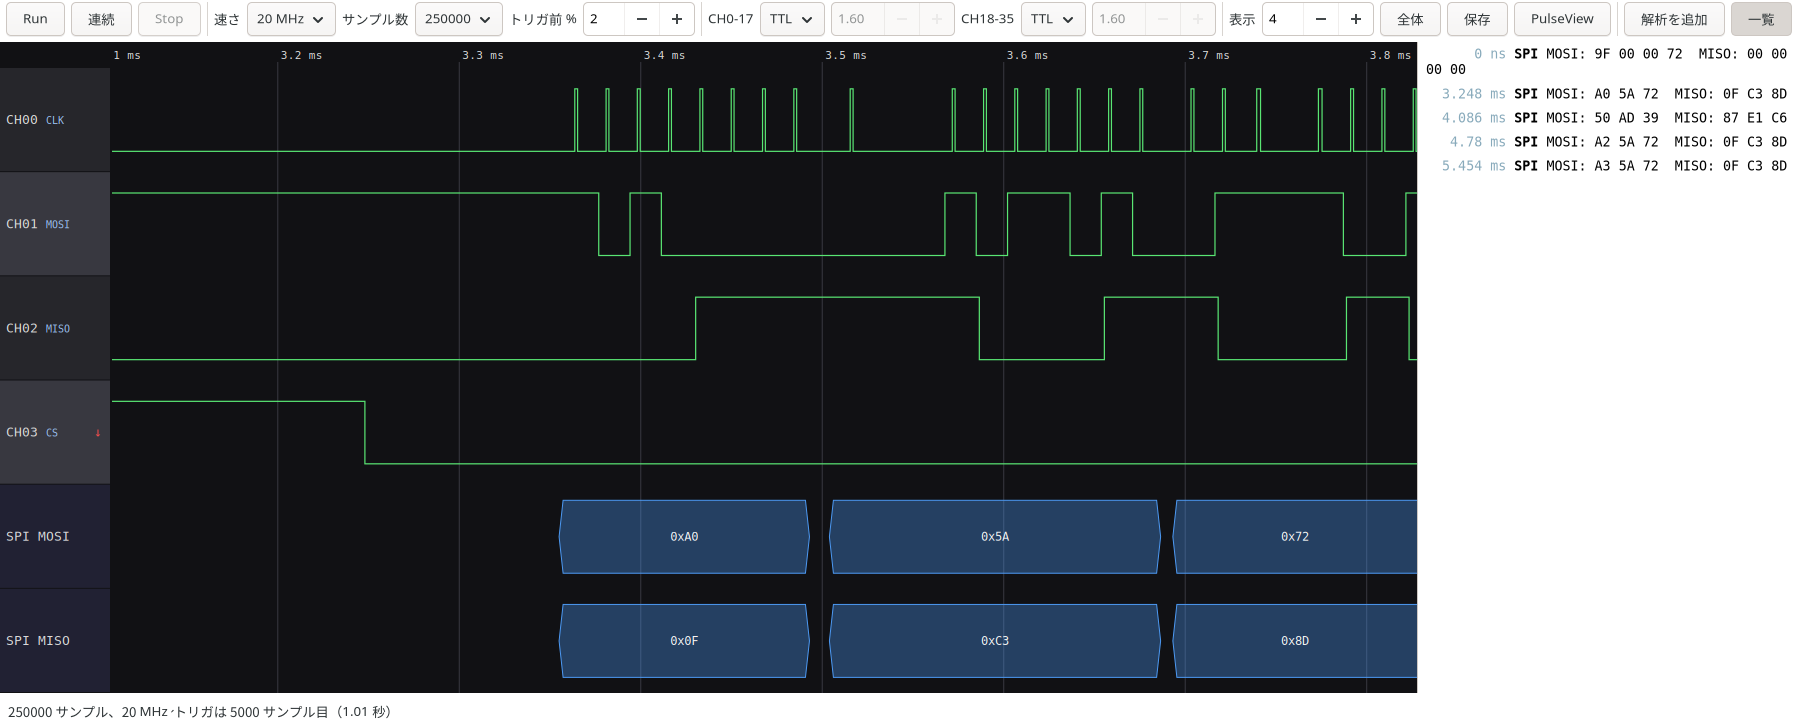 Run 連続 Stop 速さ 20 MHz サンプル数 250000 トリガ前 % 2 − + CH0-17 TTL 1.60 − + CH18-35 TTL 1.60 − + 表示 4 − + 全体 保存 PulseView 解析を追加 一覧
1 ms 3.2 ms 3.3 ms 3.4 ms 3.5 ms 3.6 ms 3.7 ms 3.8 ms
CH00 CLK
CH01 MOSI
CH02 MISO
CH03 CS ↓
SPI MOSI 0xA0 0x5A 0x72
SPI MISO 0x0F 0xC3 0x8D
0 ns SPI MOSI: 9F 00 00 72 MISO: 00 00
00 00
3.248 ms SPI MOSI: A0 5A 72 MISO: 0F C3 8D
4.086 ms SPI MOSI: 50 AD 39 MISO: 87 E1 C6
4.78 ms SPI MOSI: A2 5A 72 MISO: 0F C3 8D
5.454 ms SPI MOSI: A3 5A 72 MISO: 0F C3 8D
250000 サンプル、20 MHz·トリガは 5000 サンプル目（1.01 秒）